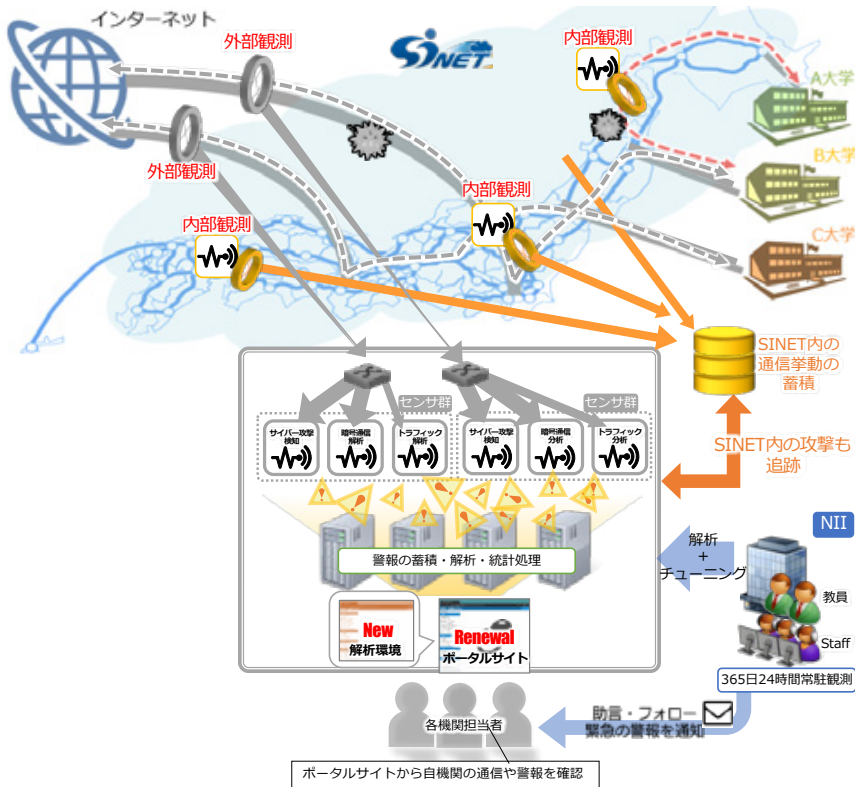 インターネット
外部観測
SINET
内部観測
A大学
外部観測
B大学
内部観測
内部観測
C大学
SINET内の
通信挙動の
蓄積
センサ群
センサ群
サイバー攻撃
検知
暗号通信
解析
トラフィック
解析
サイバー攻撃
検知
暗号通信
分析
トラフィック
分析
SINET内の攻撃も
追跡
NII
解析
+
チューニング
警報の蓄積・解析・統計処理
教員
Staff
New
解析環境
Renewal
ポータルサイト
365日24時間常駐観測
助言・フォロー
緊急の警報を通知
各機関担当者
ポータルサイトから自機関の通信や警報を確認